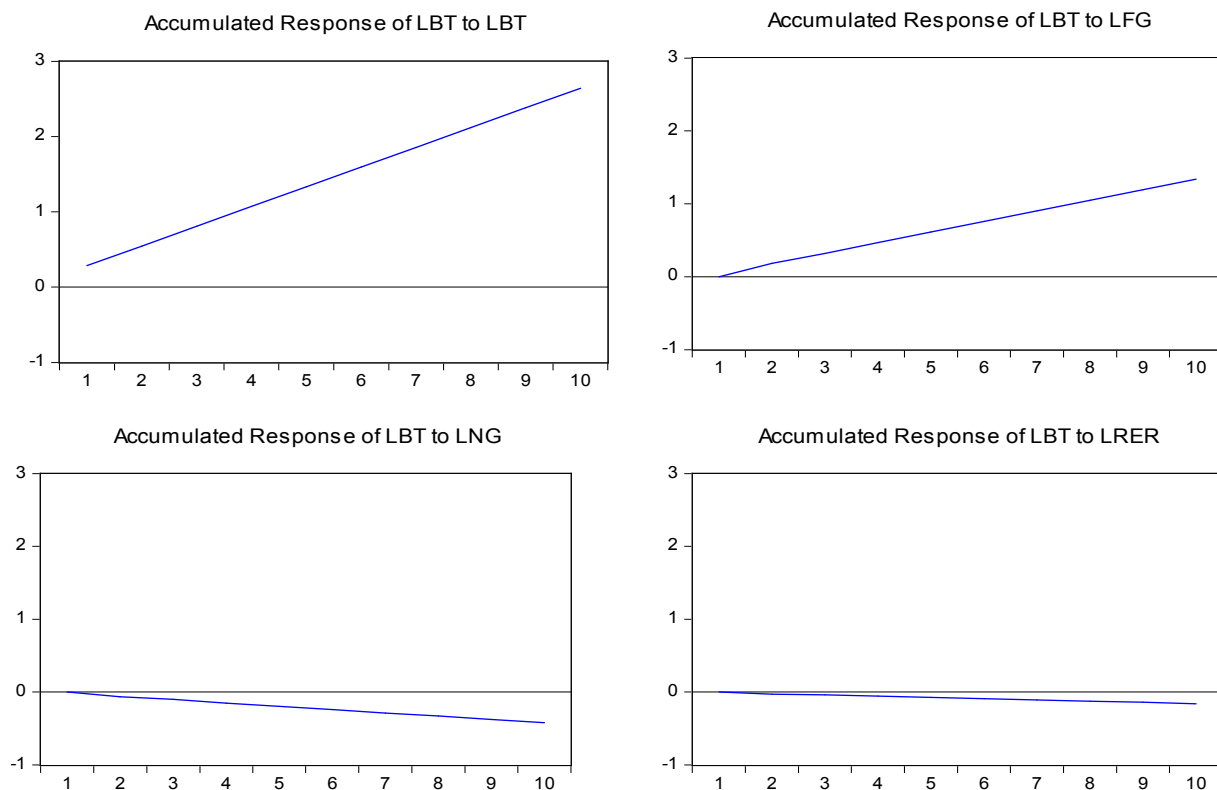 Accumulated Response of LBT to LBT
3
2
1
0
-1
1 2 3 4 5 6 7 8 9 10
Accumulated Response of LBT to LFG
3
2
1
0
-1
1 2 3 4 5 6 7 8 9 10
Accumulated Response of LBT to LNG
3
2
1
0
-1
1 2 3 4 5 6 7 8 9 10
Accumulated Response of LBT to LRER
3
2
1
0
-1
1 2 3 4 5 6 7 8 9 10